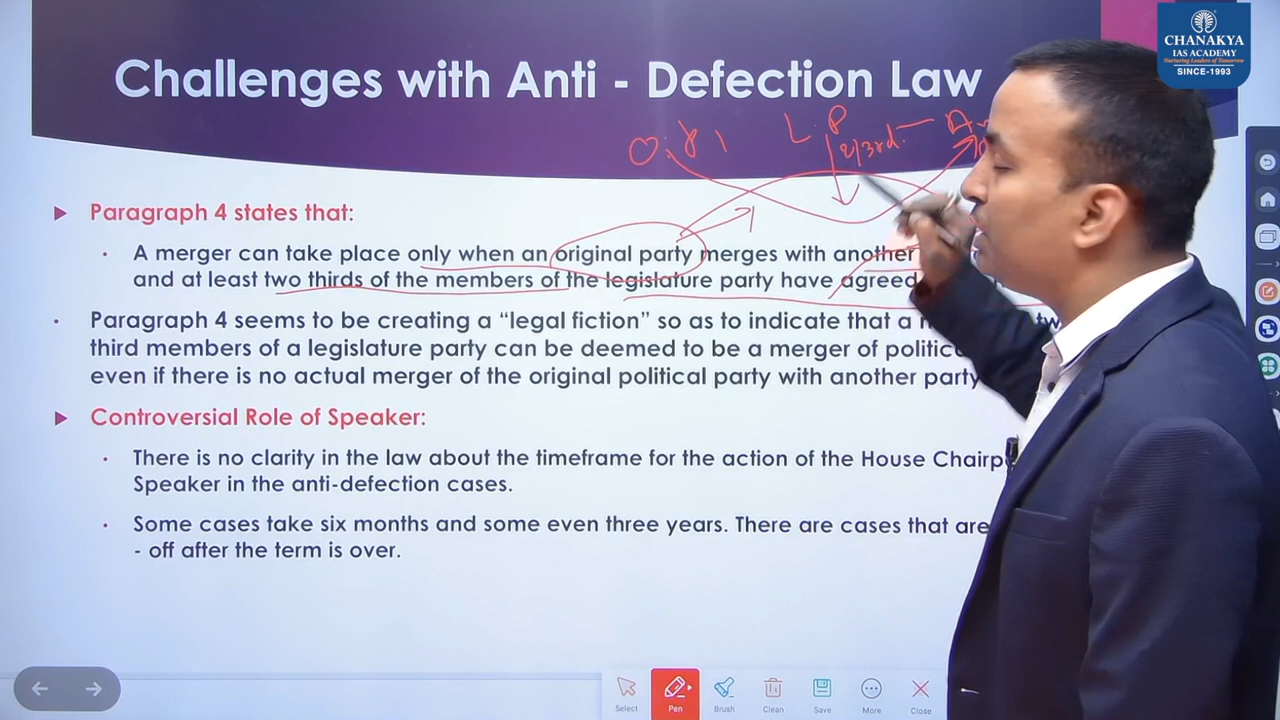 CHANAKYA
IAS ACADEMY
Nurturing Leaders of Tomorrow
SINCE-1993
Challenges with Anti - Defection Law
L.P
2/3rd.
Paragraph 4 states that:
A merger can take place only when an original party merges with another
and at least two thirds of the members of the legislature party have agreed
Paragraph 4 seems to be creating a “legal fiction” so as to indicate that a
third members of a legislature party can be deemed to be a merger of
even if there is no actual merger of the original political party with another party
Controversial Role of Speaker:
There is no clarity in the law about the timeframe for the action of the House
Speaker in the anti-defection cases.
Some cases take six months and some even three years. There are cases that are
- off after the term is over.
Select Pen Brush Clean Save More Close